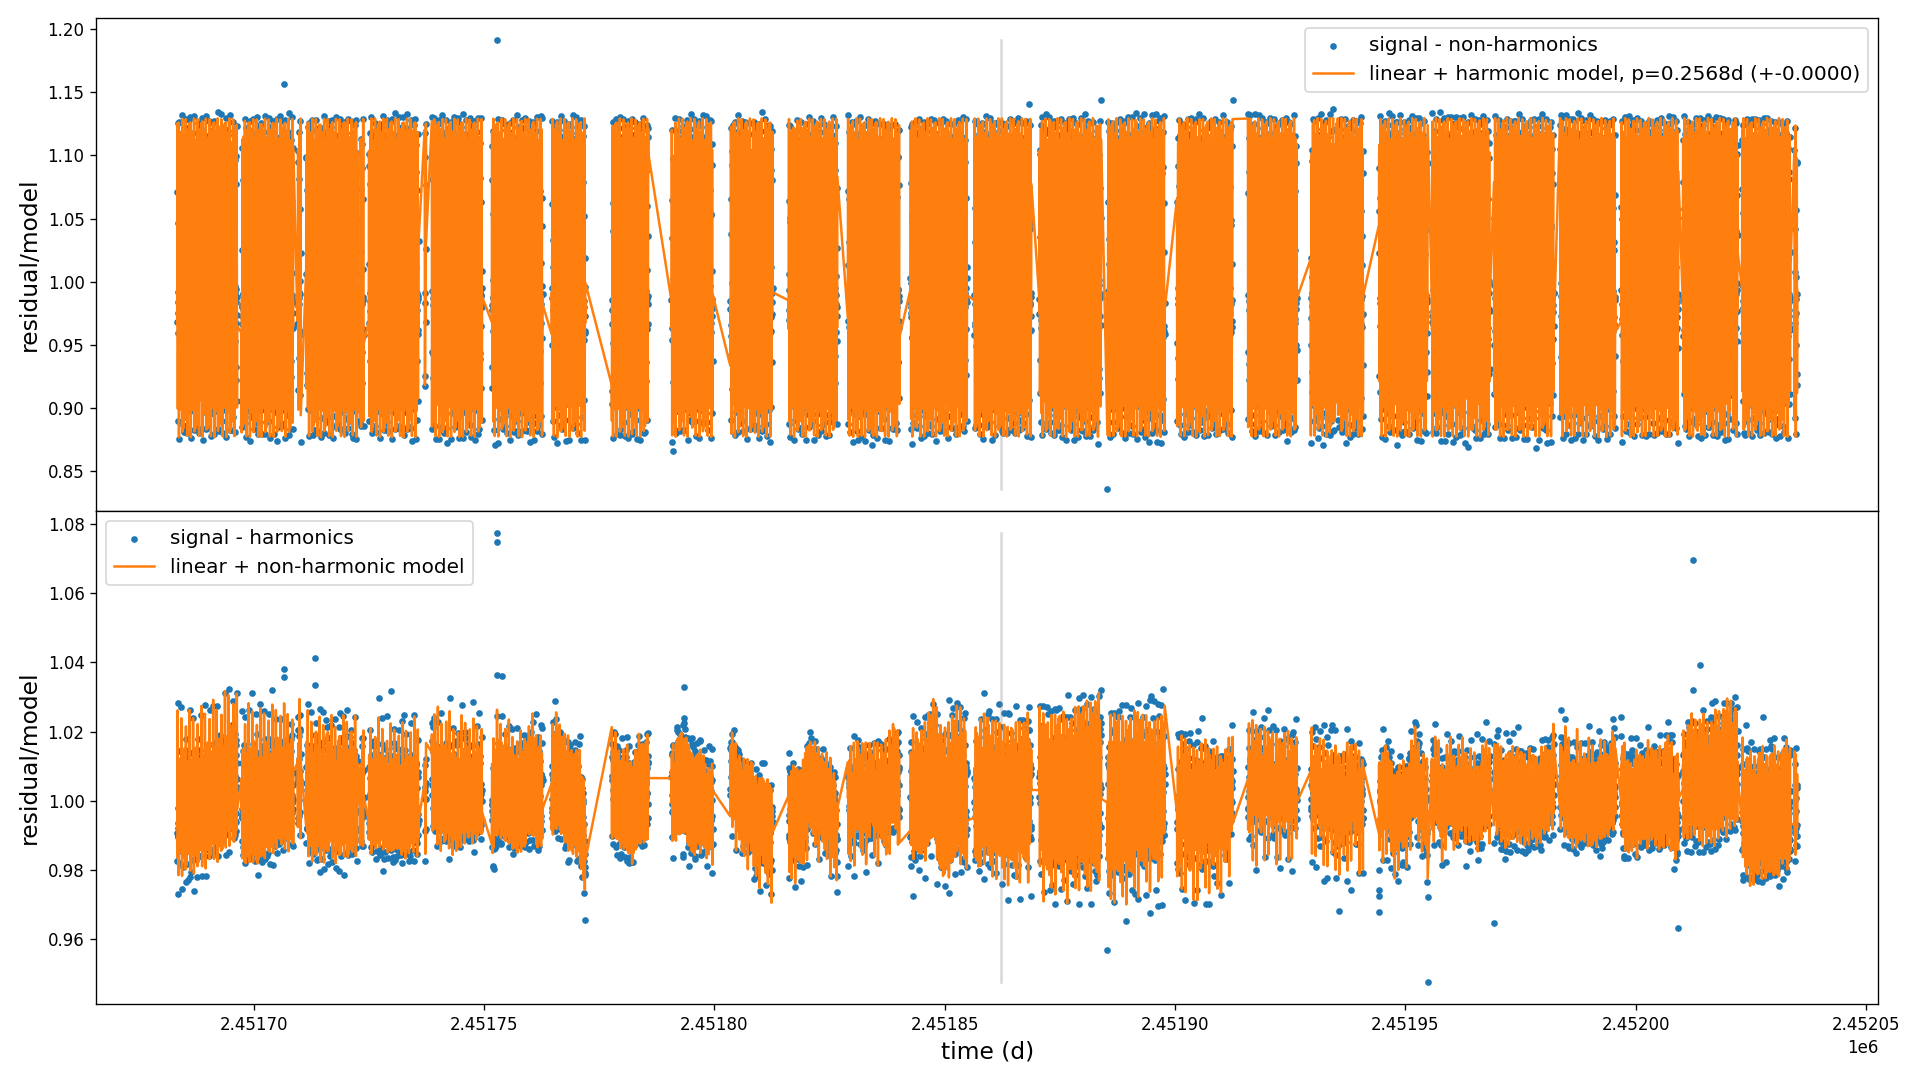 1.20
1.15
1.10
1.05
1.00
0.95
0.90
0.85
residual/model
signal - non-harmonics
linear + harmonic model, p=0.2568d (+-0.0000)
1.08
1.06
1.04
1.02
1.00
0.98
0.96
residual/model
signal - harmonics
linear + non-harmonic model
2.45170
2.45175
2.45180
2.45185
2.45190
2.45195
2.45200
2.45205
1e6
time (d)